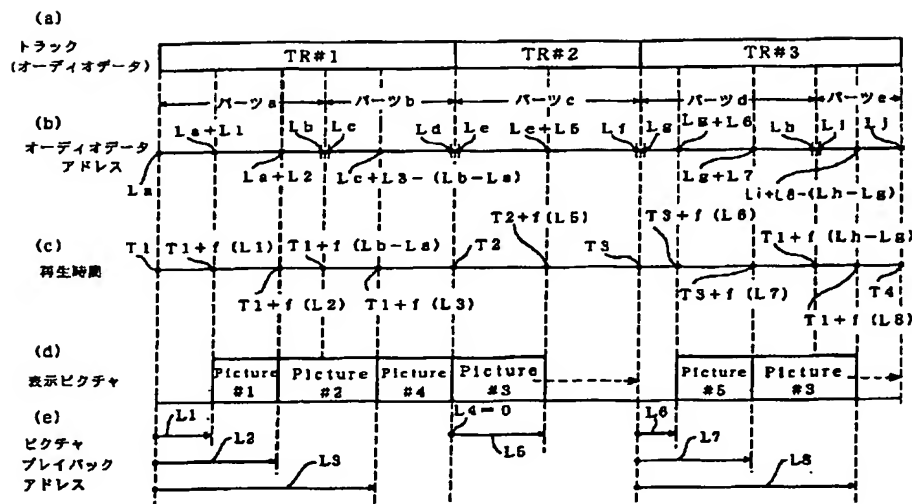 (a)
トラック
(オーディオデータ)
TR#1 TR#2 TR#3
パーツa パーツb パーツc パーツd パーツe
(b)
オーディオデータ
アドレス
La+L1 Lb Lc Ld Le Le+L5 Lf Lg Lg+L6 Lh Li Lj
La La+L2 Lc+L3-(Lb-La) Lg+L7 Li+L8-(Lh-Lg)
(c)
再生時間
T1 T1+f(L1) T1+f(Lb-La) T2 T2+f(L5) T3 T3+f(L6) T1+f(Lh-Lg)
T1+f(L2) T1+f(L3) T3+f(L7) T1+f(L8) T4
(d)
表示ピクチャ
Picture #1
Picture #2
Picture #4
Picture #3
Picture #5
Picture #3
(e)
ピクチャ
プレイバック
アドレス
L1 L4=0 L6
L2 L5 L7
L3 L8